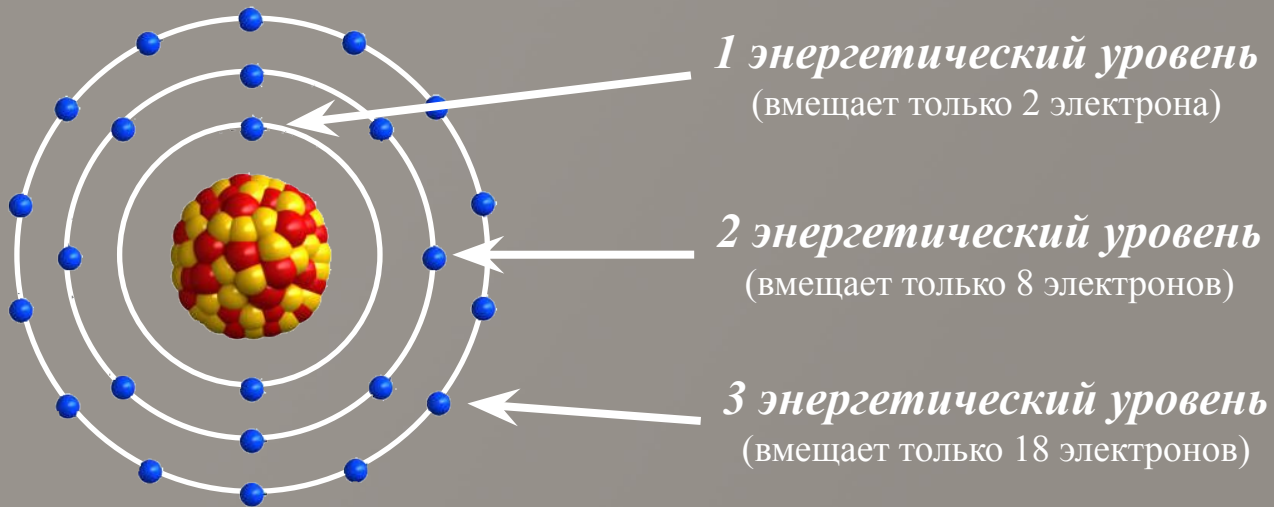 1 энергетический уровень
(вмещает только 2 электрона)
2 энергетический уровень
(вмещает только 8 электронов)
3 энергетический уровень
(вмещает только 18 электронов)